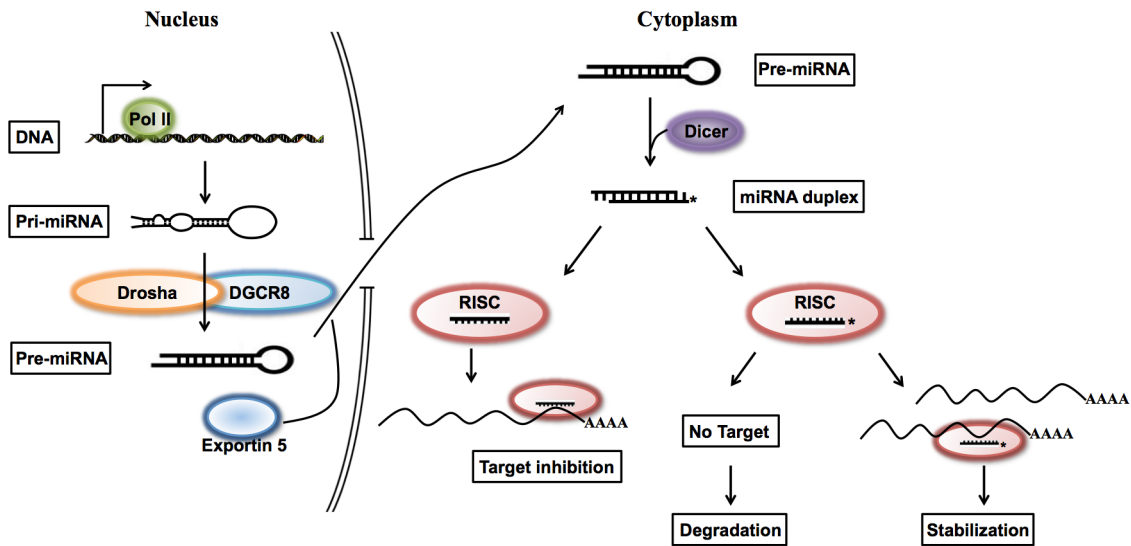 Nucleus
Cytoplasm
Pol II
DNA
Pri-miRNA
Drosha
DGCR8
Pre-miRNA
Exportin 5
Pre-miRNA
Dicer
*
miRNA duplex
RISC
RISC
*
AAAA
Target inhibition
No Target
Degradation
AAAA
AAAA
*
Stabilization